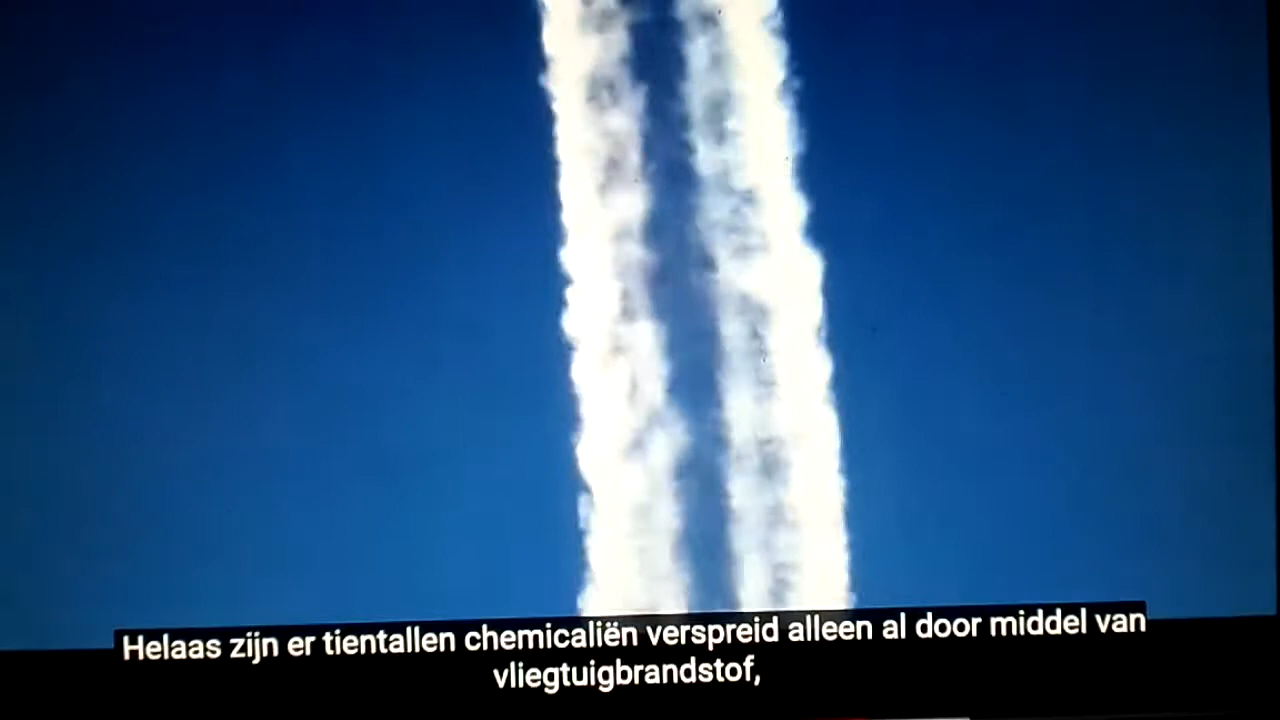 Helaas zijn er tientallen chemicaliën verspreid alleen al door middel van
vliegtuigbrandstof,